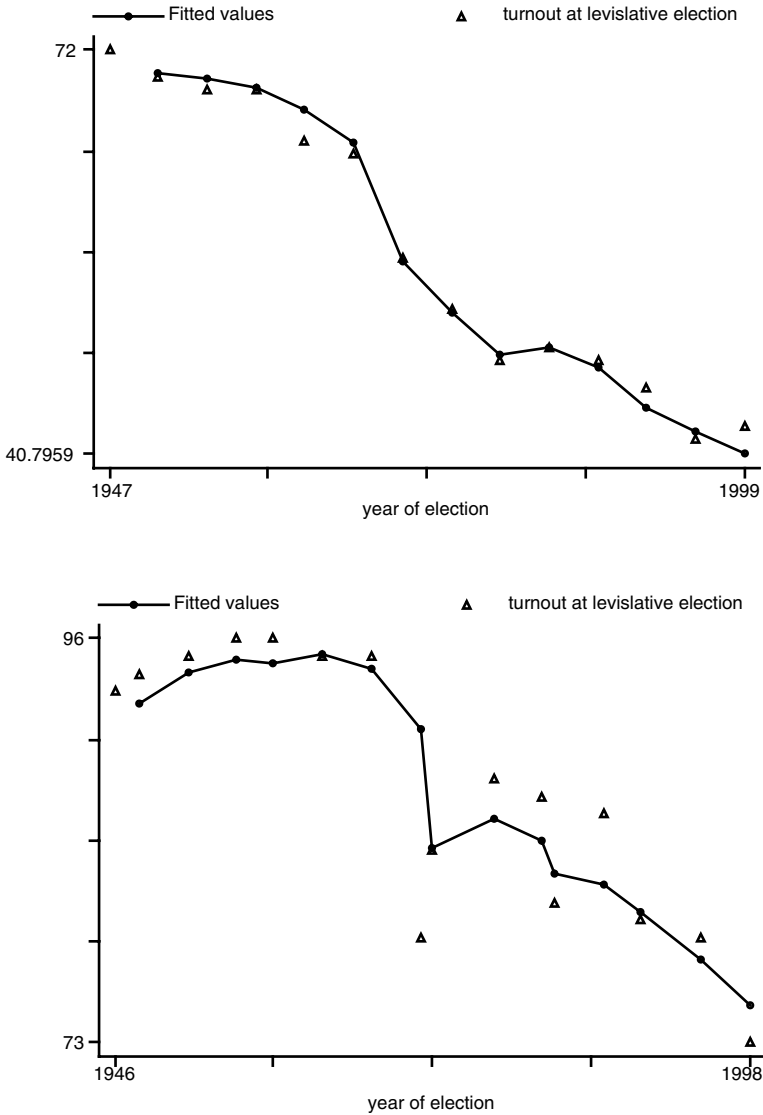 Fitted values turnout at levislative election
72
40.7959
1947 1999
year of election
Fitted values turnout at levislative election
96
73
1946 1998
year of election